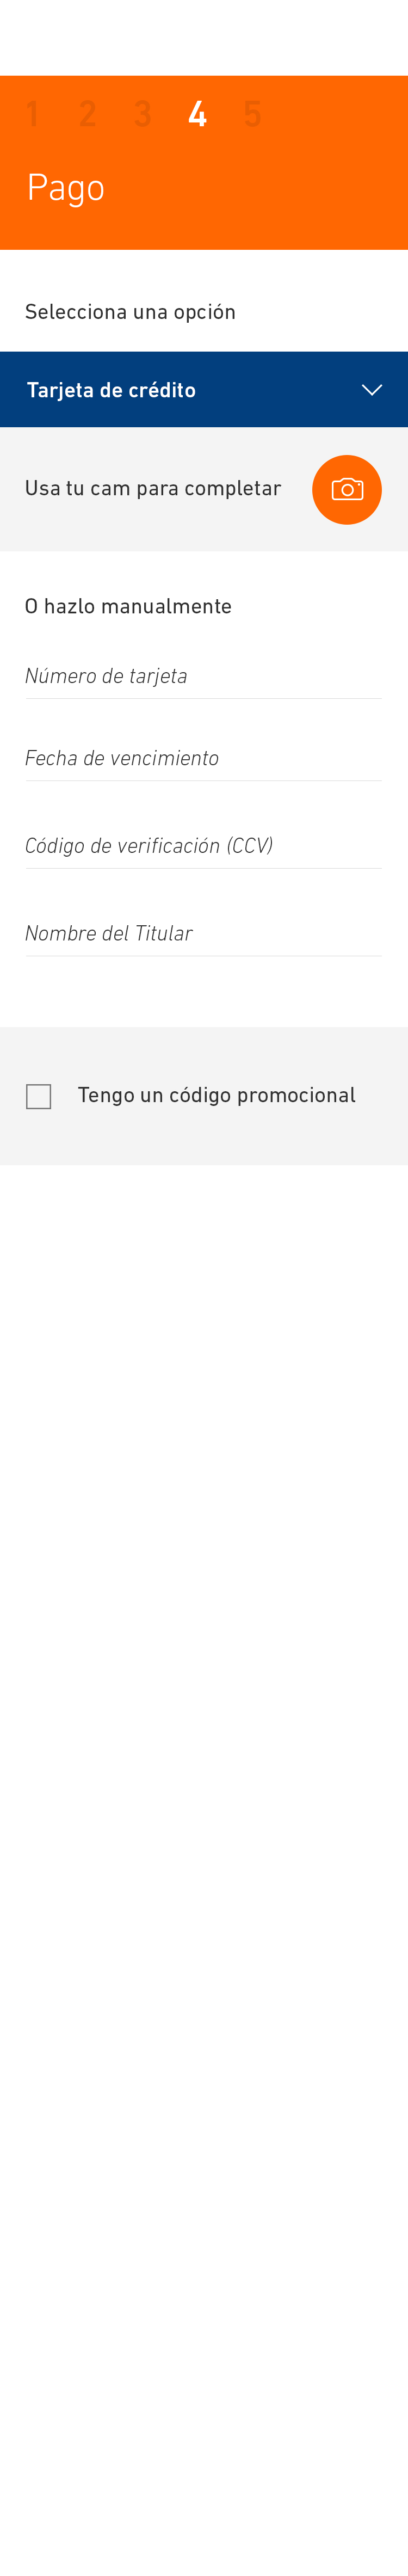 1 2 3 4 5
Pago
Selecciona una opción
Tarjeta de crédito
Usa tu cam para completar
O hazlo manualmente
Número de tarjeta
Fecha de vencimiento
Código de verificación (CCV)
Nombre del Titular
Tengo un código promocional